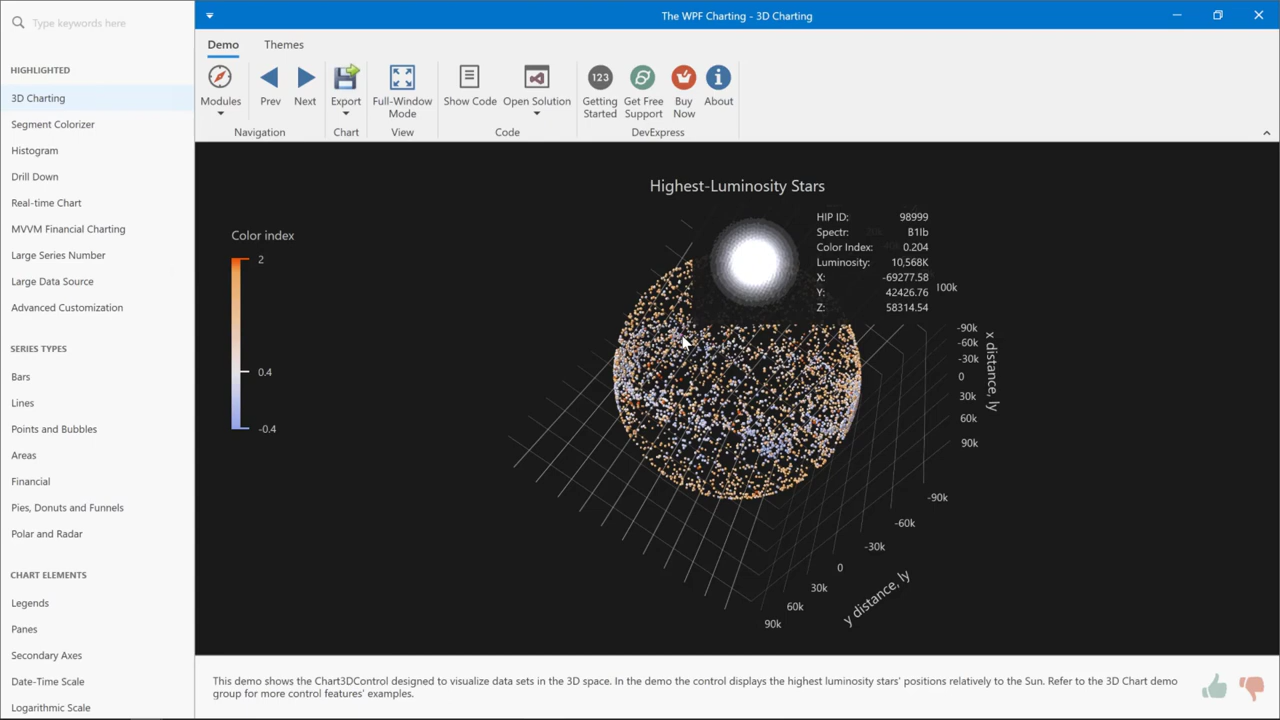 Type keywords here
HIGHLIGHTED
3D Charting
Segment Colorizer
Histogram
Drill Down
Real-time Chart
MVVM Financial Charting
Large Series Number
Large Data Source
Advanced Customization
SERIES TYPES
Bars
Lines
Points and Bubbles
Areas
Financial
Pies, Donuts and Funnels
Polar and Radar
CHART ELEMENTS
Legends
Panes
Secondary Axes
Date-Time Scale
Logarithmic Scale
The WPF Charting - 3D Charting
Demo
Themes
Modules
Prev
Next
Export
Full-Window
Mode
Show Code
Open Solution
123
Getting
Started
Get Free
Support
Buy
Now
About
Navigation
Chart
View
Code
DevExpress
Highest-Luminosity Stars
Color index
2
0.4
-0.4
HIP ID: 98999
Spectr: B1Ib
Color Index: 0.204
Luminosity: 10,568K
X: -69277.58
Y: 42426.76
Z: 58314.54
100k
-90k
-60k
-30k
0
30k
60k
90k
x distance, ly
-90k
-60k
-30k
0
30k
60k
90k
y distance, ly
This demo shows the Chart3DControl designed to visualize data sets in the 3D space. In the demo the control displays the highest luminosity stars' positions relatively to the Sun. Refer to the 3D Chart demo
group for more control features' examples.